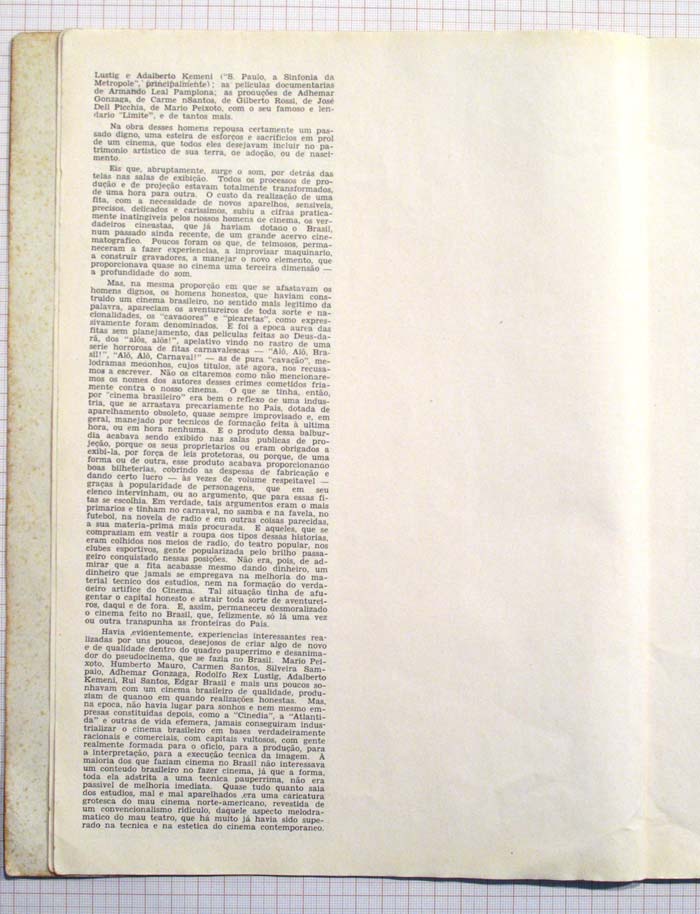 Lustig e Adalberto Kemeni ("S. Paulo, a Sinfonia da
Metropole", principalmente); as peliculas documentarias
de Armando Leal Pamplona; as produções de Adhemar
Gonzaga, de Carme nSantos, de Gilberto Rossi, de José
Dell Picchia, de Mario Peixoto, com o seu famoso e len-
dario "Limite", e de tantos mais.
Na obra desses homens repousa certamente um pas-
sado digno, uma esteira de esforços e sacrificios em prol
de um cinema, que todos eles desejavam incluir no pa-
trimonio artistico de sua terra, de adoção, ou de nasci-
mento.
Eis que, abruptamente, surge o som, por detrás das
telas nas salas de exibição. Todos os processos de pro-
dução e de projeção estavam totalmente transformados,
de uma hora para outra. O custo da realização de uma
fita, com a necessidade de novos aparelhos, sensiveis,
precisos, delicados e carissimos, subiu a cifras pratica-
mente inatingiveis pelos nossos homens de cinema, os ver-
dadeiros cineastas, que já haviam dotado o Brasil,
num passado ainda recente, de um grande acervo cine-
matografico. Poucos foram os que, de teimosos, perma-
neceram a fazer experiencias, a improvisar maquinario,
a construir gravadores, a manejar o novo elemento, que
proporcionava quase ao cinema uma terceira dimensão —
a profundidade do som.
Mas, na mesma proporção em que se afastavam os
homens dignos, os homens honestos, que haviam cons-
truido um cinema brasileiro, no sentido mais legitimo da
palavra, apareciam os aventureiros de toda sorte e na-
cionalidades, os "cavadores" e "picaretas", como expres-
sivamente foram denominados. E foi a epoca aurea das
fitas sem planejamento, das peliculas feitas ao Deus-da-
rá, dos "alôs, alôs!", apelativo vindo no rastro de uma
serie horrorosa de fitas carnavalescas — "Alô, Alô, Bra-
sil!", "Alô, Alô, Carnaval!" — as de pura "cavação", me-
lodramas medonhos, cujos titulos, até agora, nos recusa-
mos a escrever. Não os citaremos como não mencionare-
mos os nomes dos autores desses crimes cometidos fria-
mente contra o nosso cinema. O que se tinha, então,
por "cinema brasileiro" era bem o reflexo de uma indus-
tria, que se arrastava precariamente no Pais, dotada de
aparelhamento obsoleto, quase sempre improvisado e, em
geral, manejado por tecnicos de formação feita à ultima
hora, ou em hora nenhuma. E o produto dessa balbur-
dia acabava sendo exibido nas salas publicas de pro-
jeção, porque os seus proprietarios ou eram obrigados a
exibi-la, por força de leis protetoras, ou porque, de uma
forma ou de outra, esse produto acabava proporcionando
boas bilheterias, cobrindo as despesas de fabricação e
dando certo lucro — às vezes de volume respeitavel —
graças à popularidade de personagens, que em seu
elenco intervinham, ou ao argumento, que para essas fi-
tas se escolhia. Em verdade, tais argumentos eram o mais
primarios e tinham no carnaval, no samba e na favela, no
futebol, na novela de radio e em outras coisas parecidas,
a sua materia-prima mais procurada. E aqueles, que se
compraziam em vestir a roupa dos tipos dessas historias,
eram colhidos nos meios de radio, do teatro popular, nos
clubes esportivos, gente popularizada pelo brilho passa-
geiro conquistado nessas posições. Não era, pois, de ad-
mirar que a fita acabasse mesmo dando dinheiro, um
dinheiro que jamais se empregava na melhoria do ma-
terial tecnico dos estudios, nem na formação do verda-
deiro artifice do Cinema. Tal situação tinha de afu-
gentar o capital honesto e atrair toda sorte de aventurei-
ros, daqui e de fora. E, assim, permaneceu desmoralizado
o cinema feito no Brasil, que, felizmente, só lá uma vez
ou outra transpunha as fronteiras do Pais.
Havia ,evidentemente, experiencias interessantes rea-
lizadas por uns poucos, desejosos de criar algo de novo
e de qualidade dentro do quadro pauperrimo e desanima-
dor do pseudocinema, que se fazia no Brasil. Mario Pei-
xoto, Humberto Mauro, Carmen Santos, Silveira Sam-
paio, Adhemar Gonzaga, Rodolfo Rex Lustig, Adalberto
Kemeni, Rui Santos, Edgar Brasil e mais uns poucos so-
nhavam com um cinema brasileiro de qualidade, produ-
ziam de quando em quando realizações honestas. Mas,
na epoca, não havia lugar para sonhos e nem mesmo em-
presas constituidas depois, como a "Cinedia", a "Atlanti-
da" e outras de vida efemera, jamais conseguiram indus-
trializar o cinema brasileiro em bases verdadeiramente
racionais e comerciais, com capitais vultosos, com gente
realmente formada para o oficio, para a produção, para
a interpretação, para a execução tecnica da imagem. A
maioria dos que faziam cinema no Brasil não interessava
um conteudo brasileiro no fazer cinema, já que a forma,
toda ela adstrita a uma tecnica pauperrima, não era
passivel de melhoria imediata. Quase tudo quanto saia
dos estudios, mal e mal aparelhados ,era uma caricatura
grotesca do mau cinema norte-americano, revestida de
um convencionalismo ridiculo, daquele aspecto melodra-
matico do mau teatro, que há muito já havia sido supe-
rado na tecnica e na estetica do cinema contemporaneo.